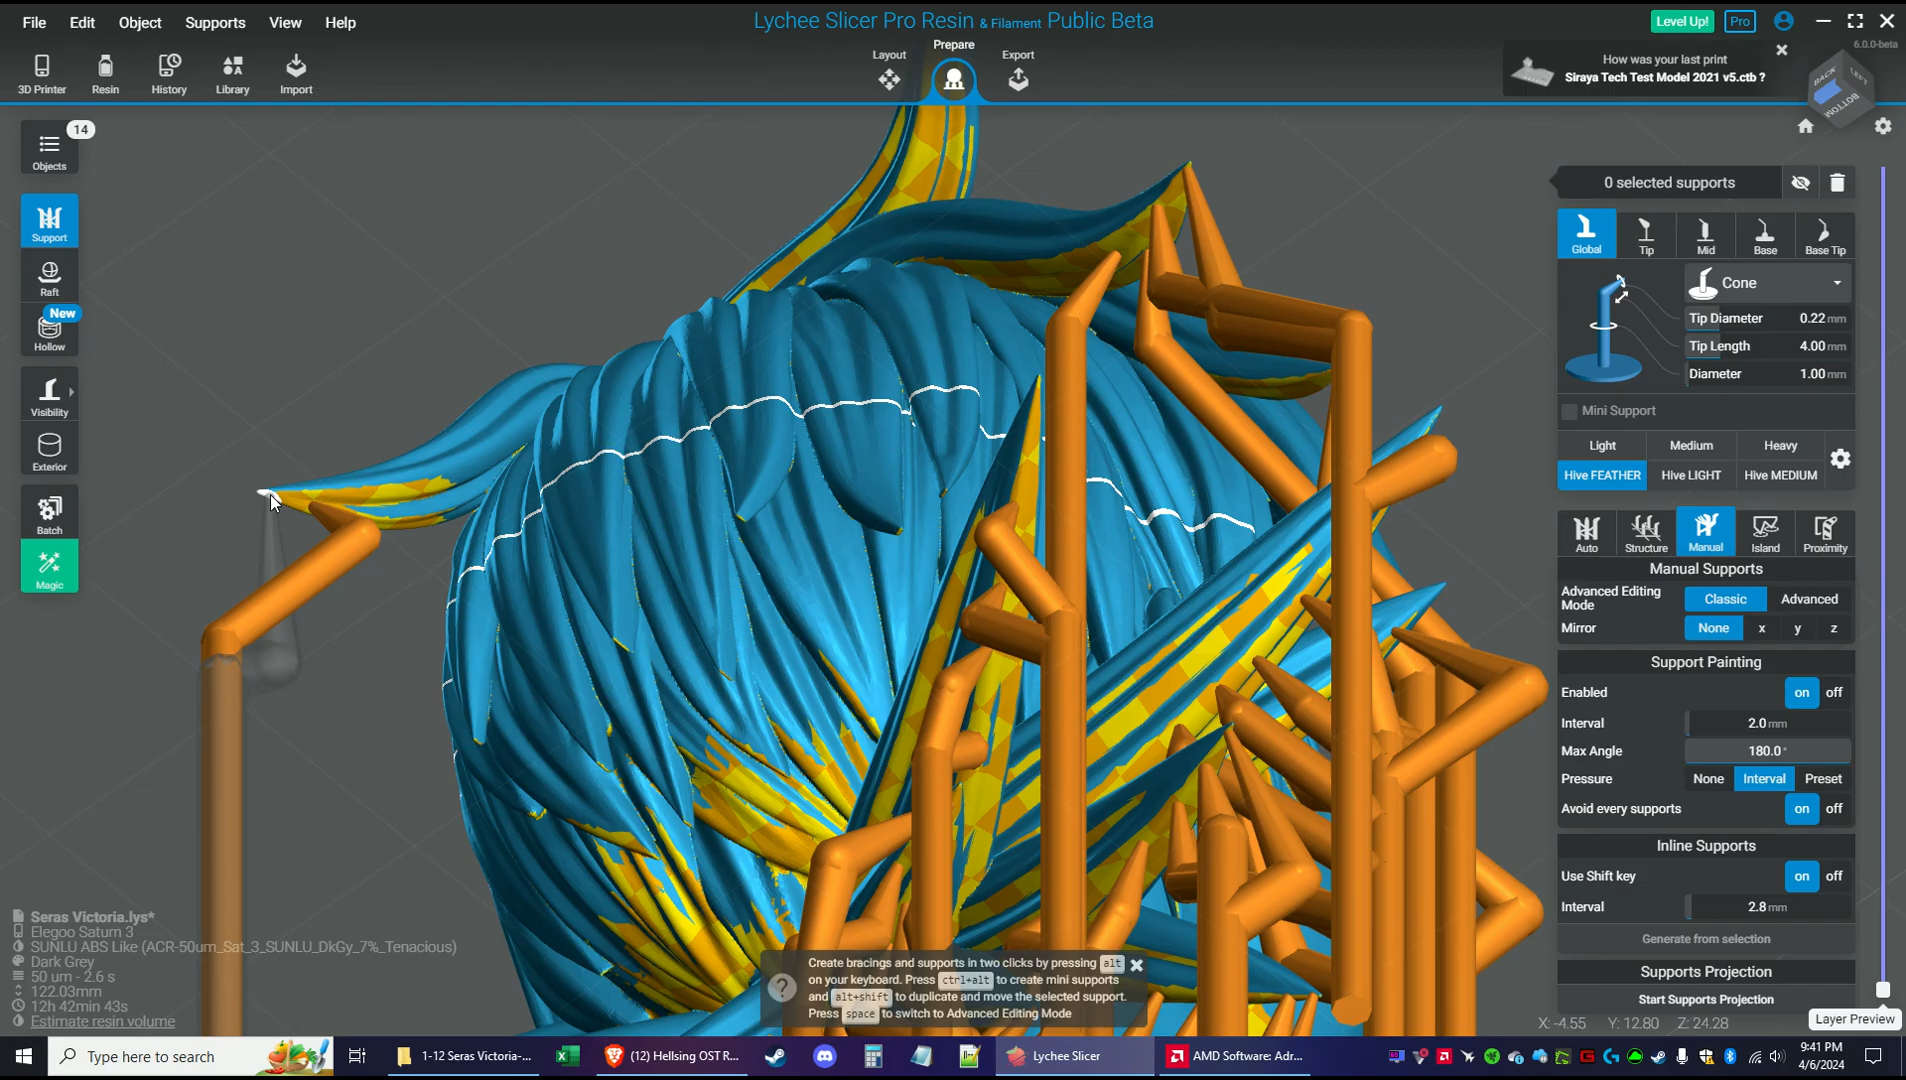 File Edit Object Supports View Help
Lychee Slicer Pro Resin & Filament Public Beta
Level Up! Pro
6.0.0-beta
3D Printer Resin History Library Import
Layout Prepare Export
How was your last print
Siraya Tech Test Model 2021 v5.ctb ?
BACK LEFT BOTTOM
14
Objects
Support
Raft
New
Hollow
Visibility
Exterior
Batch
Magic
0 selected supports
Global Tip Mid Base Base Tip
Cone
Tip Diameter 0.22 mm
Tip Length 4.00 mm
Diameter 1.00 mm
Mini Support
Light Medium Heavy
Hive FEATHER Hive LIGHT Hive MEDIUM
Auto Structure Manual Island Proximity
Manual Supports
Advanced Editing Mode Classic Advanced
Mirror None x y z
Support Painting
Enabled on off
Interval 2.0 mm
Max Angle 180.0 °
Pressure None Interval Preset
Avoid every supports on off
Inline Supports
Use Shift key on off
Interval 2.8 mm
Generate from selection
Supports Projection
Start Supports Projection
X: -4.55 Y: 12.80 Z: 24.28
Layer Preview
Seras Victoria.lys*
Elegoo Saturn 3
SUNLU ABS Like (ACR-50um_Sat_3_SUNLU_DkGy_7%_Tenacious)
Dark Grey
50 um - 2.6 s
122.03mm
12h 42min 43s
Estimate resin volume
Create bracings and supports in two clicks by pressing alt
on your keyboard. Press ctrl+alt to create mini supports
and alt+shift to duplicate and move the selected support.
Press space to switch to Advanced Editing Mode
Type here to search
1-12 Seras Victoria-...
(12) Hellsing OST R...
Lychee Slicer
AMD Software: Adr...
9:41 PM
4/6/2024